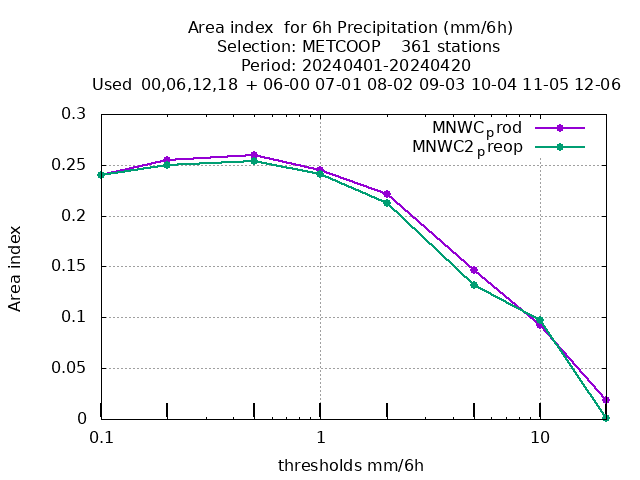 Area index  for 6h Precipitation (mm/6h)
Selection: METCOOP    361 stations
Period: 20240401-20240420
Used  00,06,12,18  + 06-00 07-01 08-02 09-03 10-04 11-05 12-06
0.3
MNWCprod
MNWC2preop
0.25
0.2
0.15
0.1
0.05
0
Area index
0.1
1
10
thresholds mm/6h